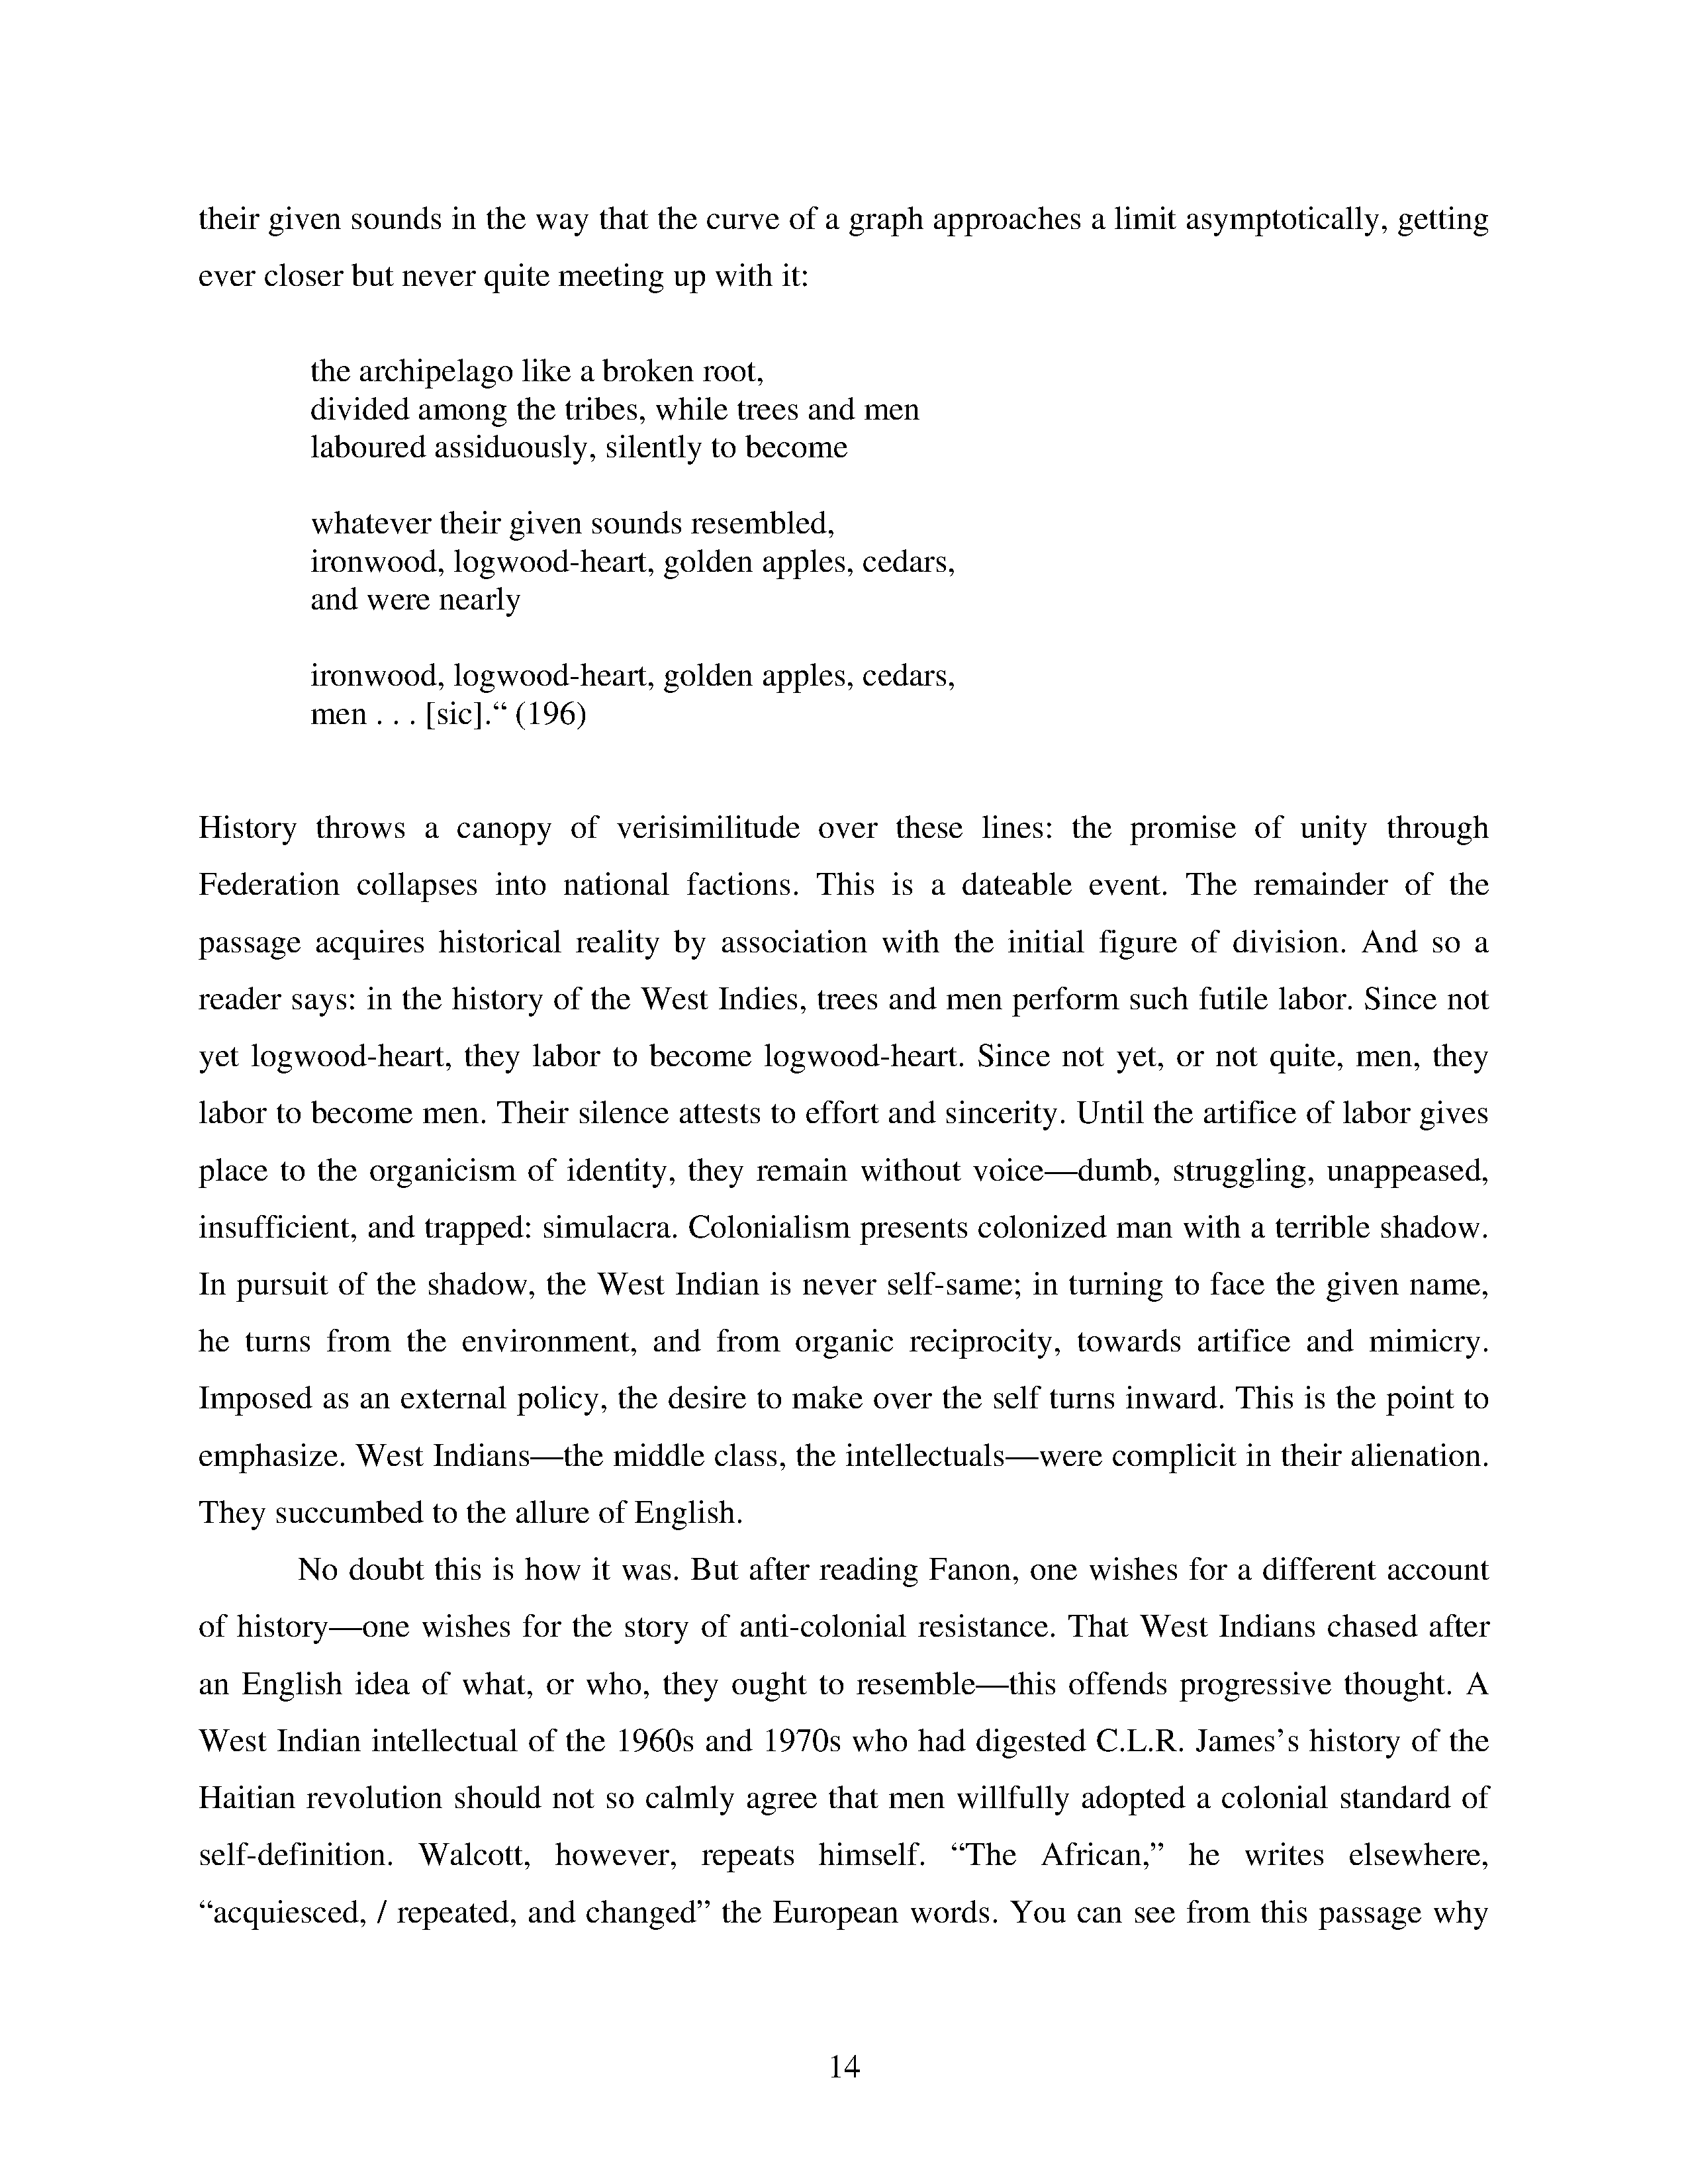 their given sounds in the way that the curve of a graph approaches a limit asymptotically, getting
ever closer but never quite meeting up with it:
the archipelago like a broken root,
divided among the tribes, while trees and men
laboured assiduously, silently to become
whatever their given sounds resembled,
ironwood, logwood-heart, golden apples, cedars,
and were nearly
ironwood, logwood-heart, golden apples, cedars,
men . . . [sic].“ (196)
History throws a canopy of verisimilitude over these lines: the promise of unity through
Federation collapses into national factions. This is a dateable event. The remainder of the
passage acquires historical reality by association with the initial figure of division. And so a
reader says: in the history of the West Indies, trees and men perform such futile labor. Since not
yet logwood-heart, they labor to become logwood-heart. Since not yet, or not quite, men, they
labor to become men. Their silence attests to effort and sincerity. Until the artifice of labor gives
place to the organicism of identity, they remain without voice—dumb, struggling, unappeased,
insufficient, and trapped: simulacra. Colonialism presents colonized man with a terrible shadow.
In pursuit of the shadow, the West Indian is never self-same; in turning to face the given name,
he turns from the environment, and from organic reciprocity, towards artifice and mimicry.
Imposed as an external policy, the desire to make over the self turns inward. This is the point to
emphasize. West Indians—the middle class, the intellectuals—were complicit in their alienation.
They succumbed to the allure of English.
No doubt this is how it was. But after reading Fanon, one wishes for a different account
of history—one wishes for the story of anti-colonial resistance. That West Indians chased after
an English idea of what, or who, they ought to resemble—this offends progressive thought. A
West Indian intellectual of the 1960s and 1970s who had digested C.L.R. James’s history of the
Haitian revolution should not so calmly agree that men willfully adopted a colonial standard of
self-definition. Walcott, however, repeats himself. “The African,” he writes elsewhere,
“acquiesced, / repeated, and changed” the European words. You can see from this passage why
14